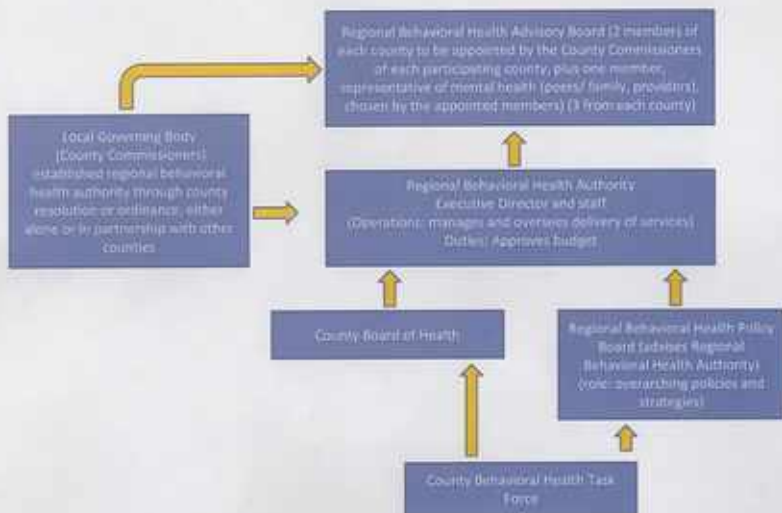 Regional Behavioral Health Advisory Board (2 members) of
each county to be appointed by the County Commissioners
of each participating county, plus one member,
representative of mental health (peers/ family, providers),
chosen by the appointed members) (3 from each county)
Local Governing Body
(County Commissioners)
established regional behavioral
health authority through county
resolution or ordinance, either
alone or in partnership with other
counties
Regional Behavioral Health Authority
Executive Director and staff
(Operations: manages and oversees delivery of services)
Duties: Approves budget
County Board of Health
Regional Behavioral Health Policy
Board (advises Regional
Behavioral Health Authority)
(role: overarching policies and
strategies)
County Behavioral Health Task
Force